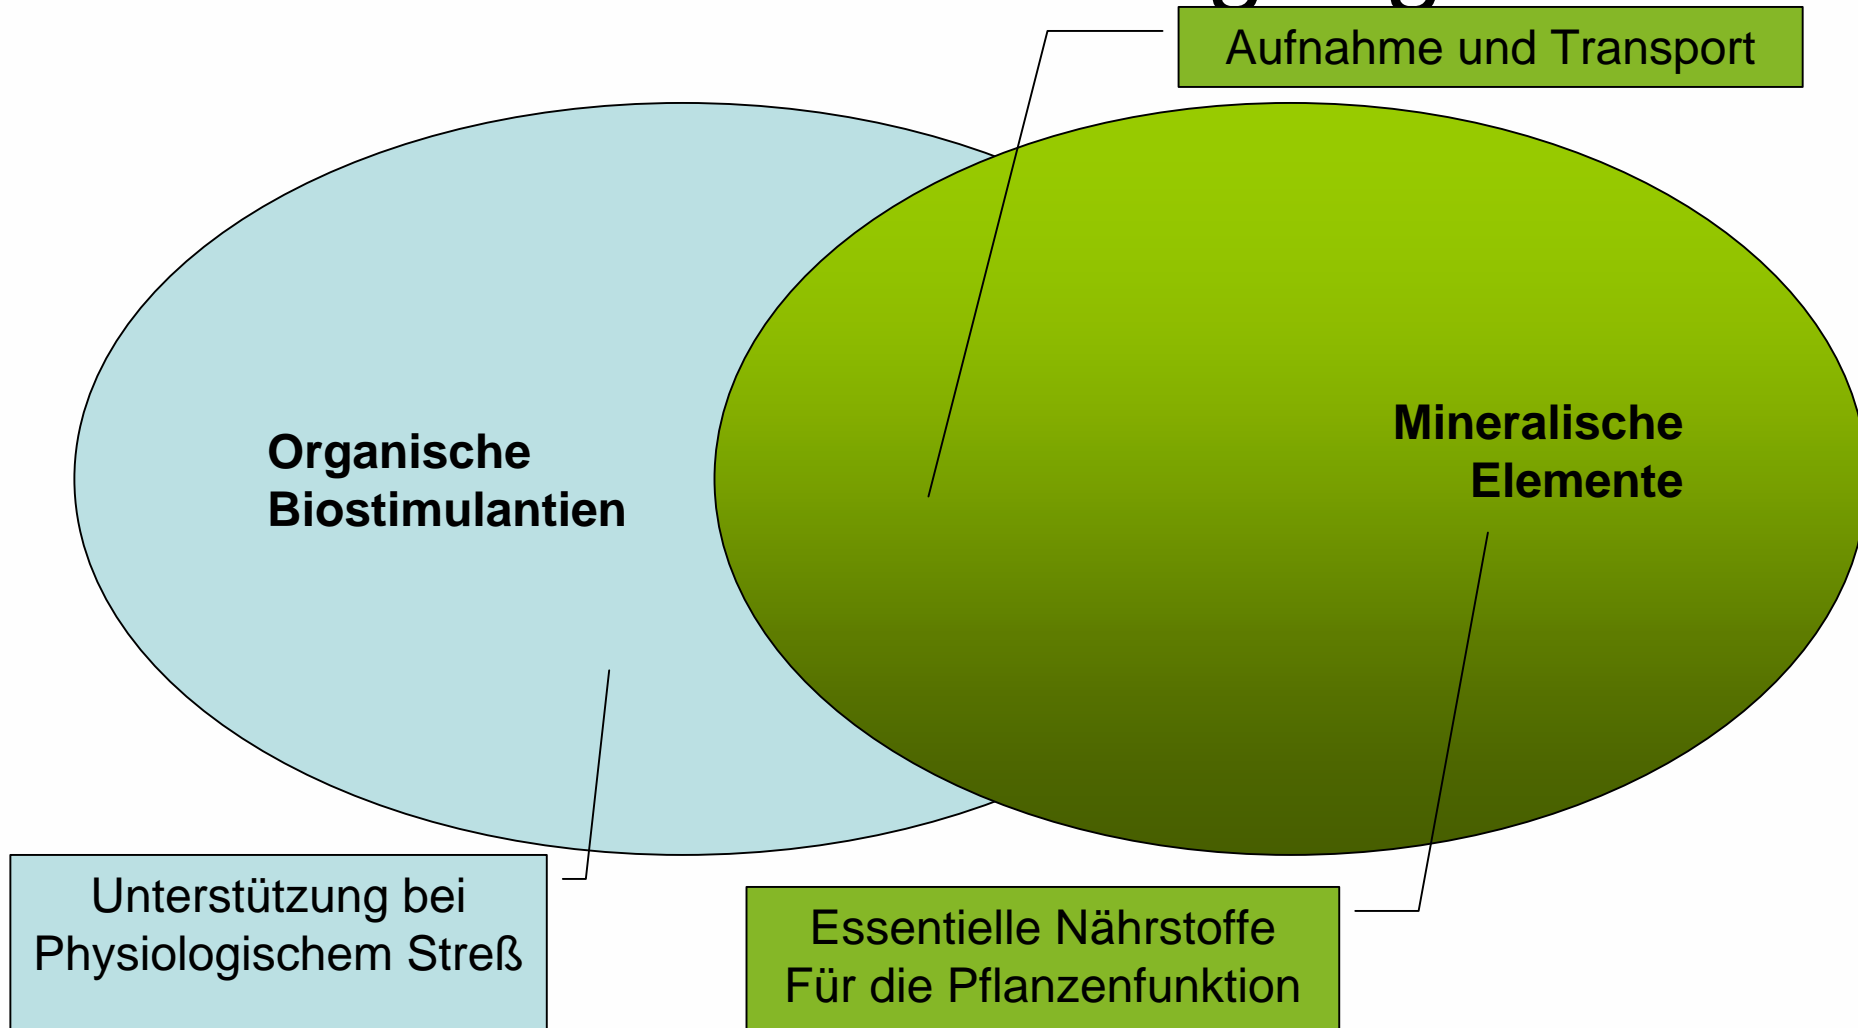 Aufnahme und Transport
Organische
Biostimulantien
Mineralische
Elemente
Unterstützung bei
Physiologischem Streß
Essentielle Nährstoffe
Für die Pflanzenfunktion